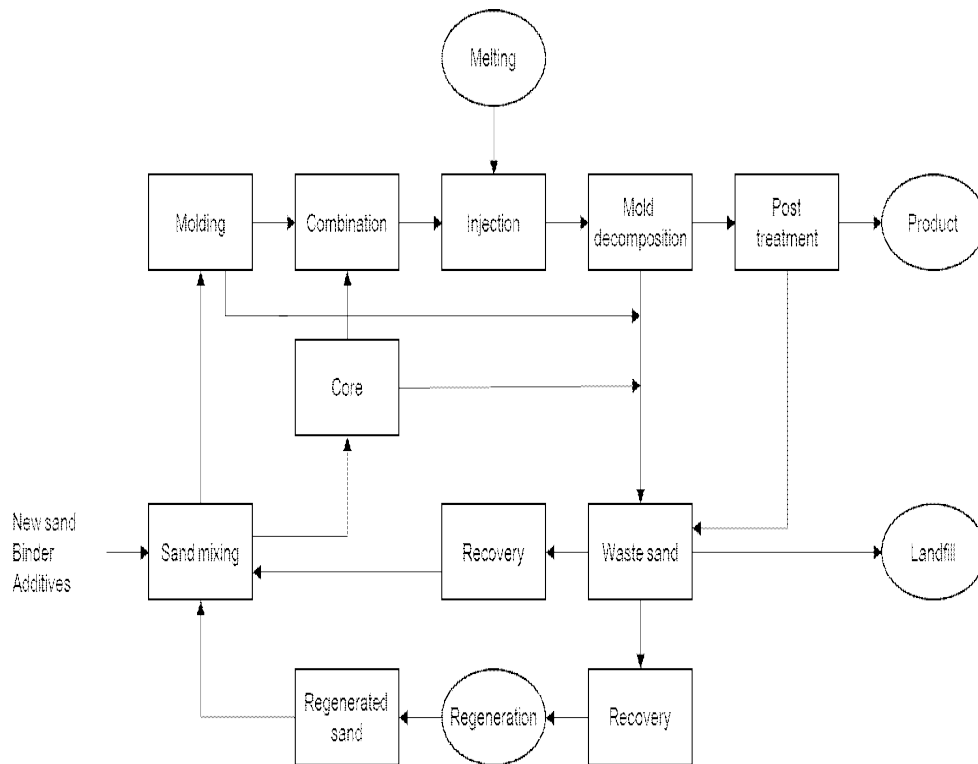 Melting
Molding
Combination
Injection
Mold
decomposition
Post
treatment
Product
Core
New sand
Binder
Additives
Sand mixing
Recovery
Waste sand
Landfill
Regenerated
sand
Regeneration
Recovery